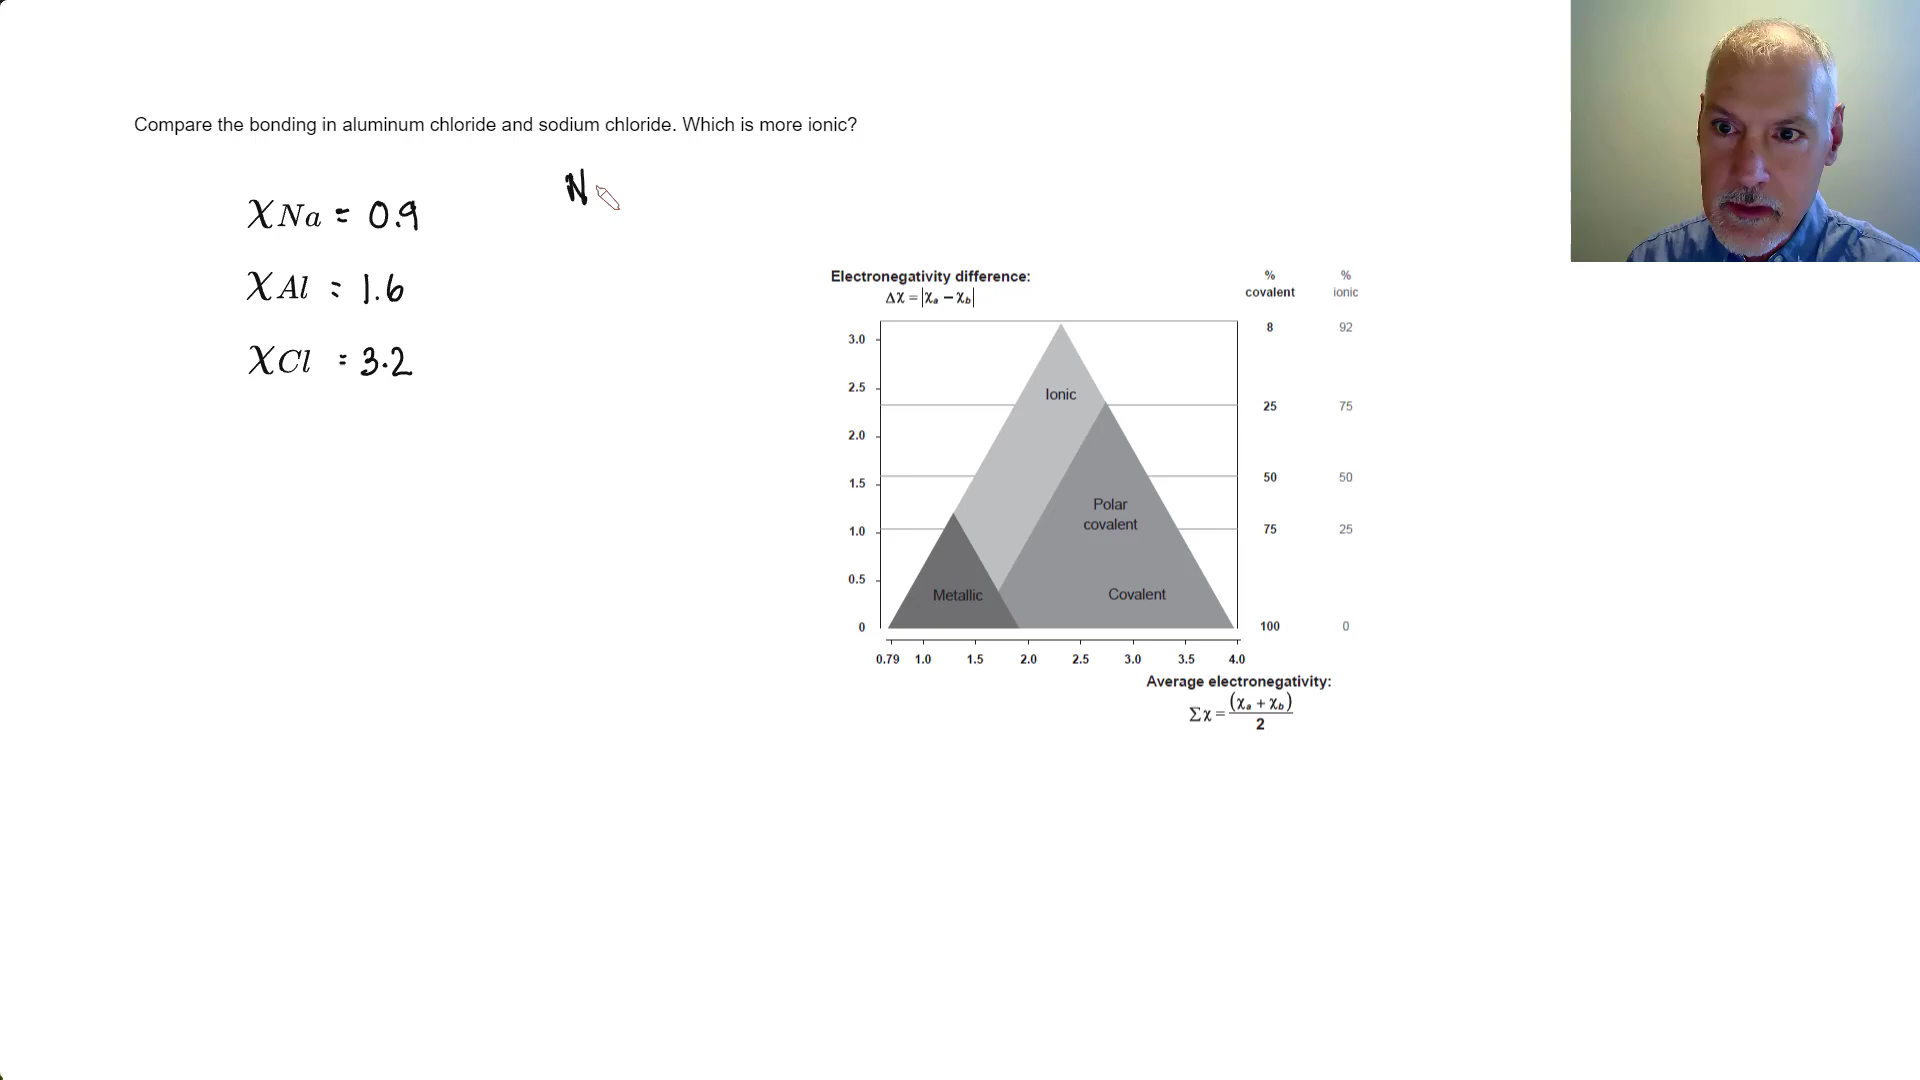 Compare the bonding in aluminum chloride and sodium chloride. Which is more ionic?
χNa = 0.9
N
χAl = 1.6
χCl = 3.2
Electronegativity difference:
Δχ = |χₐ − χ_b|
% covalent
% ionic
3.0
2.5
2.0
1.5
1.0
0.5
0
Ionic
Polar
covalent
Metallic
Covalent
8 92
25 75
50 50
75 25
100 0
0.79 1.0 1.5 2.0 2.5 3.0 3.5 4.0
Average electronegativity:
Σχ = (χₐ + χ_b)
2